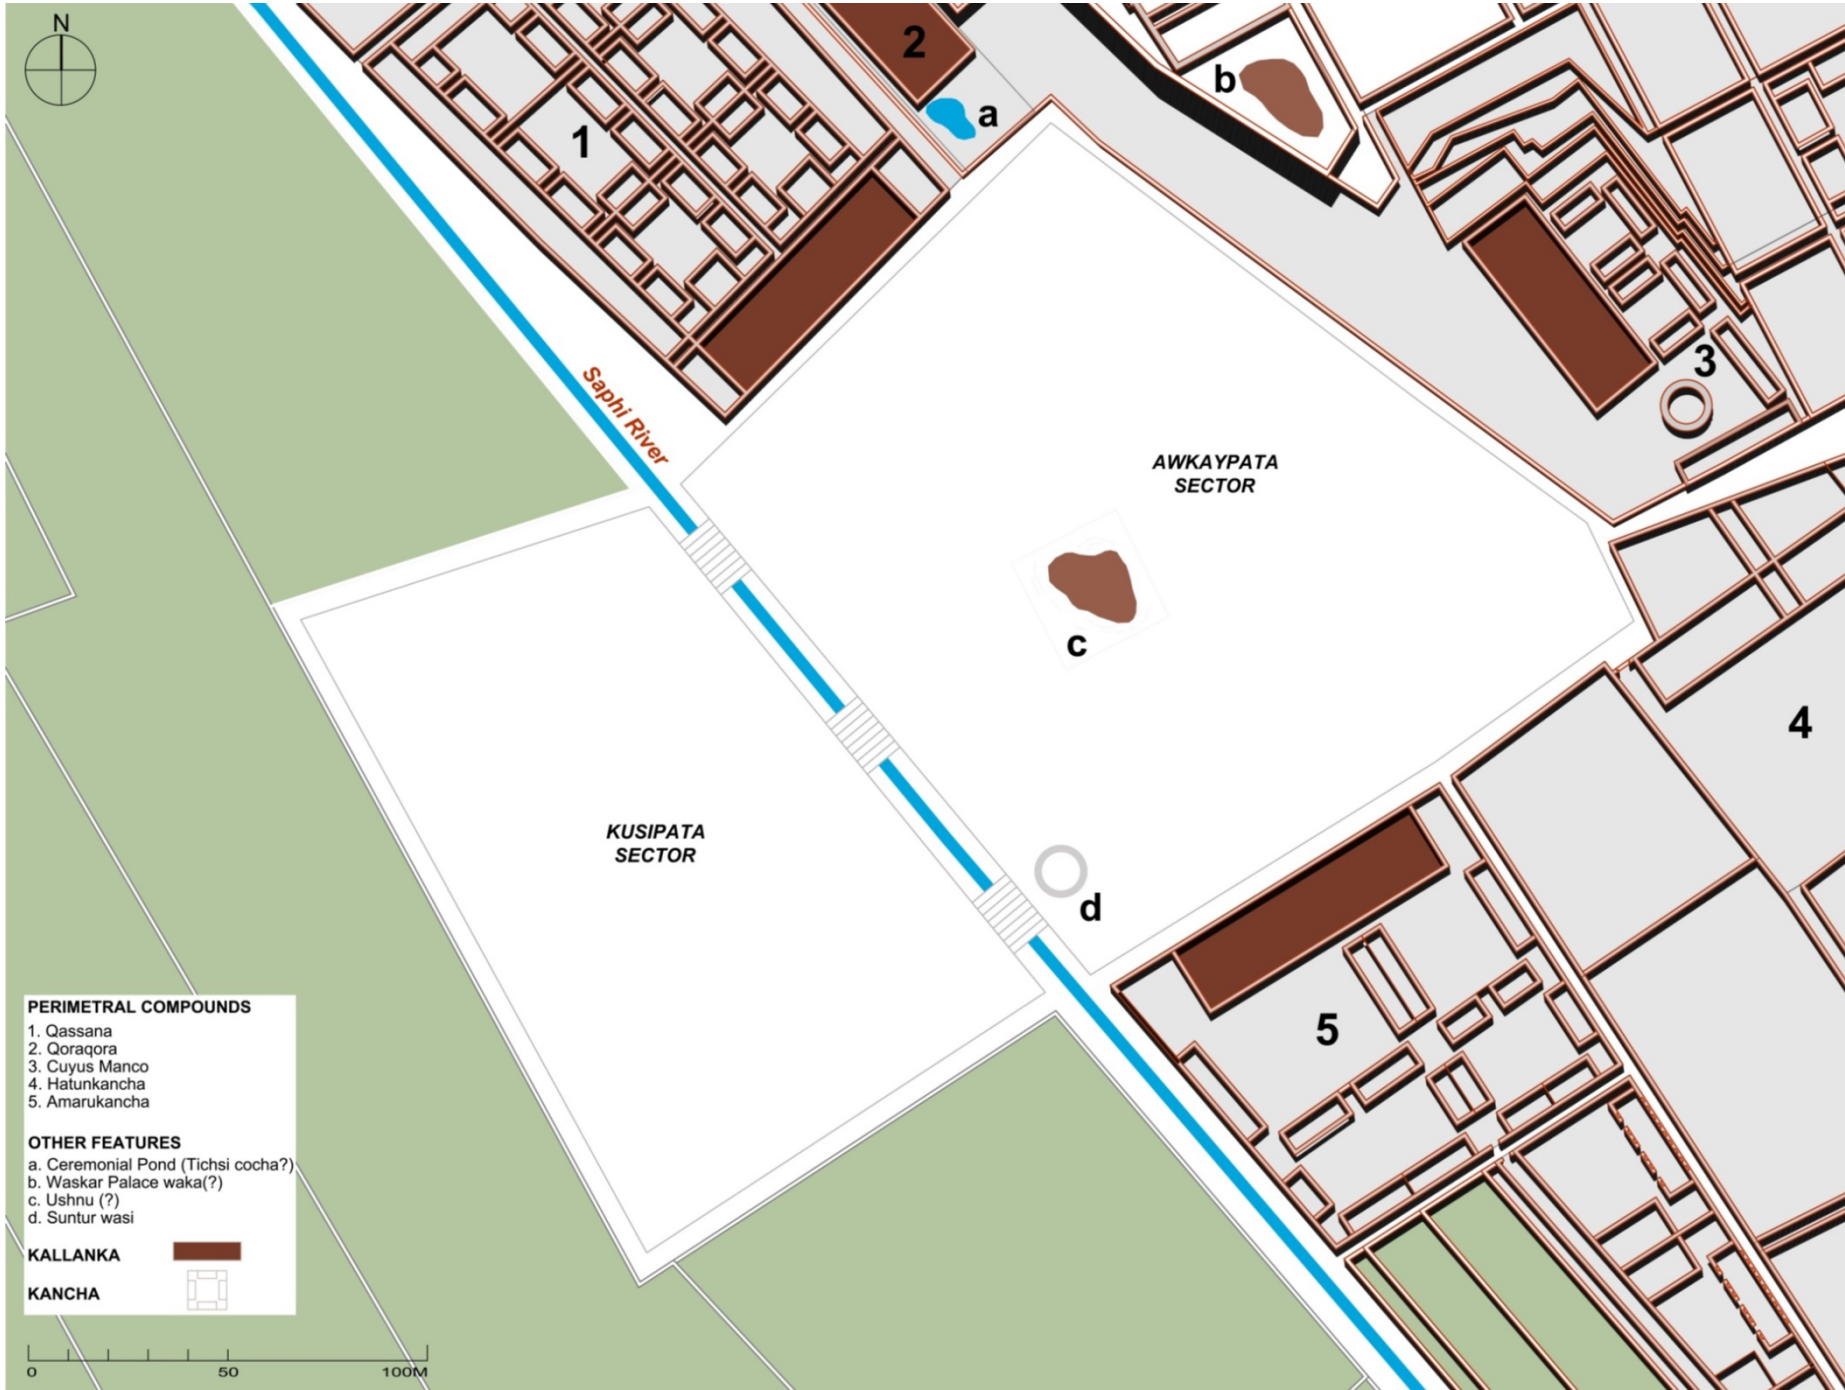 N
2
a
b
1
Saphi River
3
AWKAYPATA
SECTOR
c
4
KUSIPATA
SECTOR
d
5
PERIMETRAL COMPOUNDS
1. Qassana
2. Qoraqora
3. Cuyus Manco
4. Hatunkancha
5. Amarukancha
OTHER FEATURES
a. Ceremonial Pond (Tichsi cocha?)
b. Waskar Palace waka(?)
c. Ushnu (?)
d. Suntur wasi
KALLANKA
KANCHA
0 50 100M